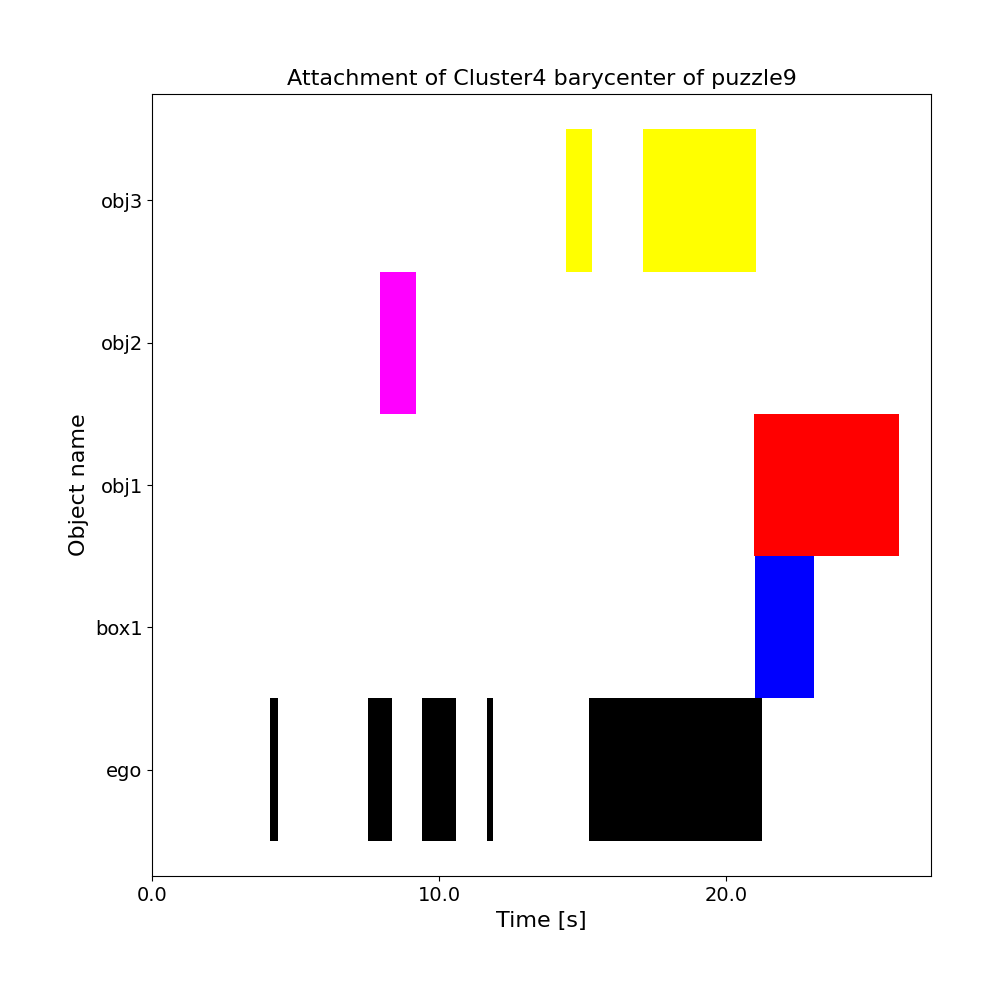 Attachment of Cluster4 barycenter of puzzle9
obj3
obj2
obj1
box1
ego
Object name
0.0 10.0 20.0
Time [s]